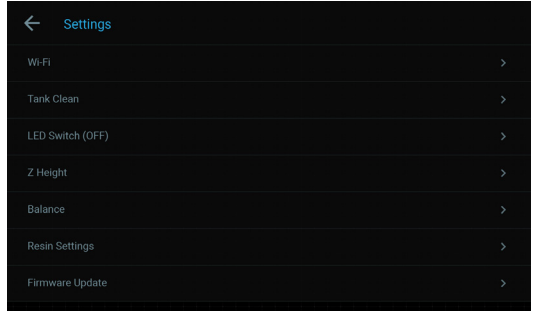 Settings
Wi-Fi
Tank Clean
LED Switch (OFF)
Z Height
Balance
Resin Settings
Firmware Update